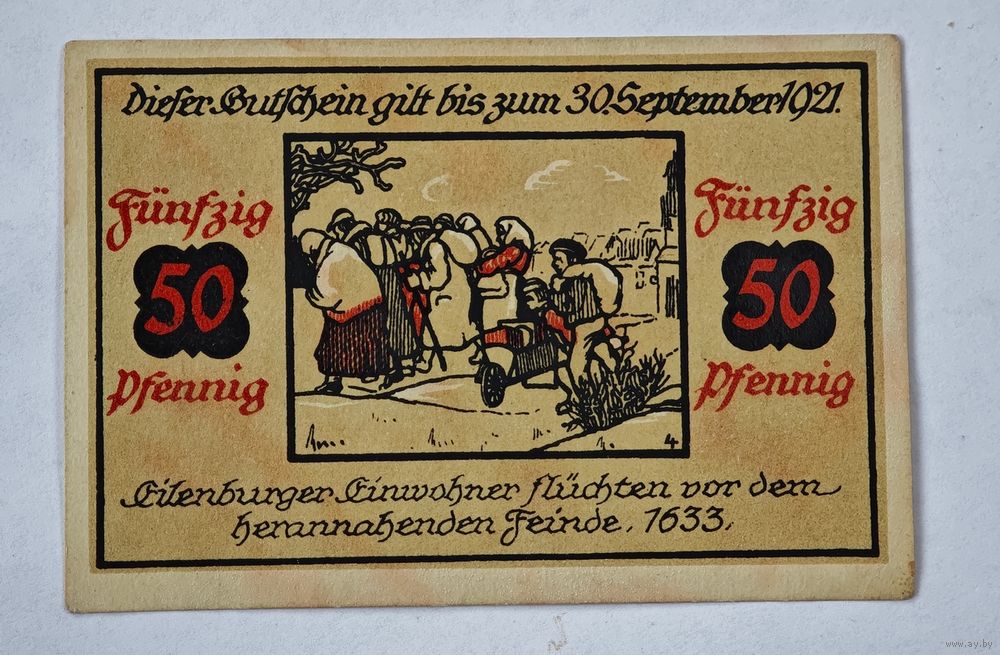 Dieser Gutschein gilt bis zum 30. September 1921.
Fünfzig
50
Pfennig
Fünfzig
50
Pfennig
4
Eilenburger Einwohner flüchten vor dem
herannahenden Feinde. 1633.
www.ay.by